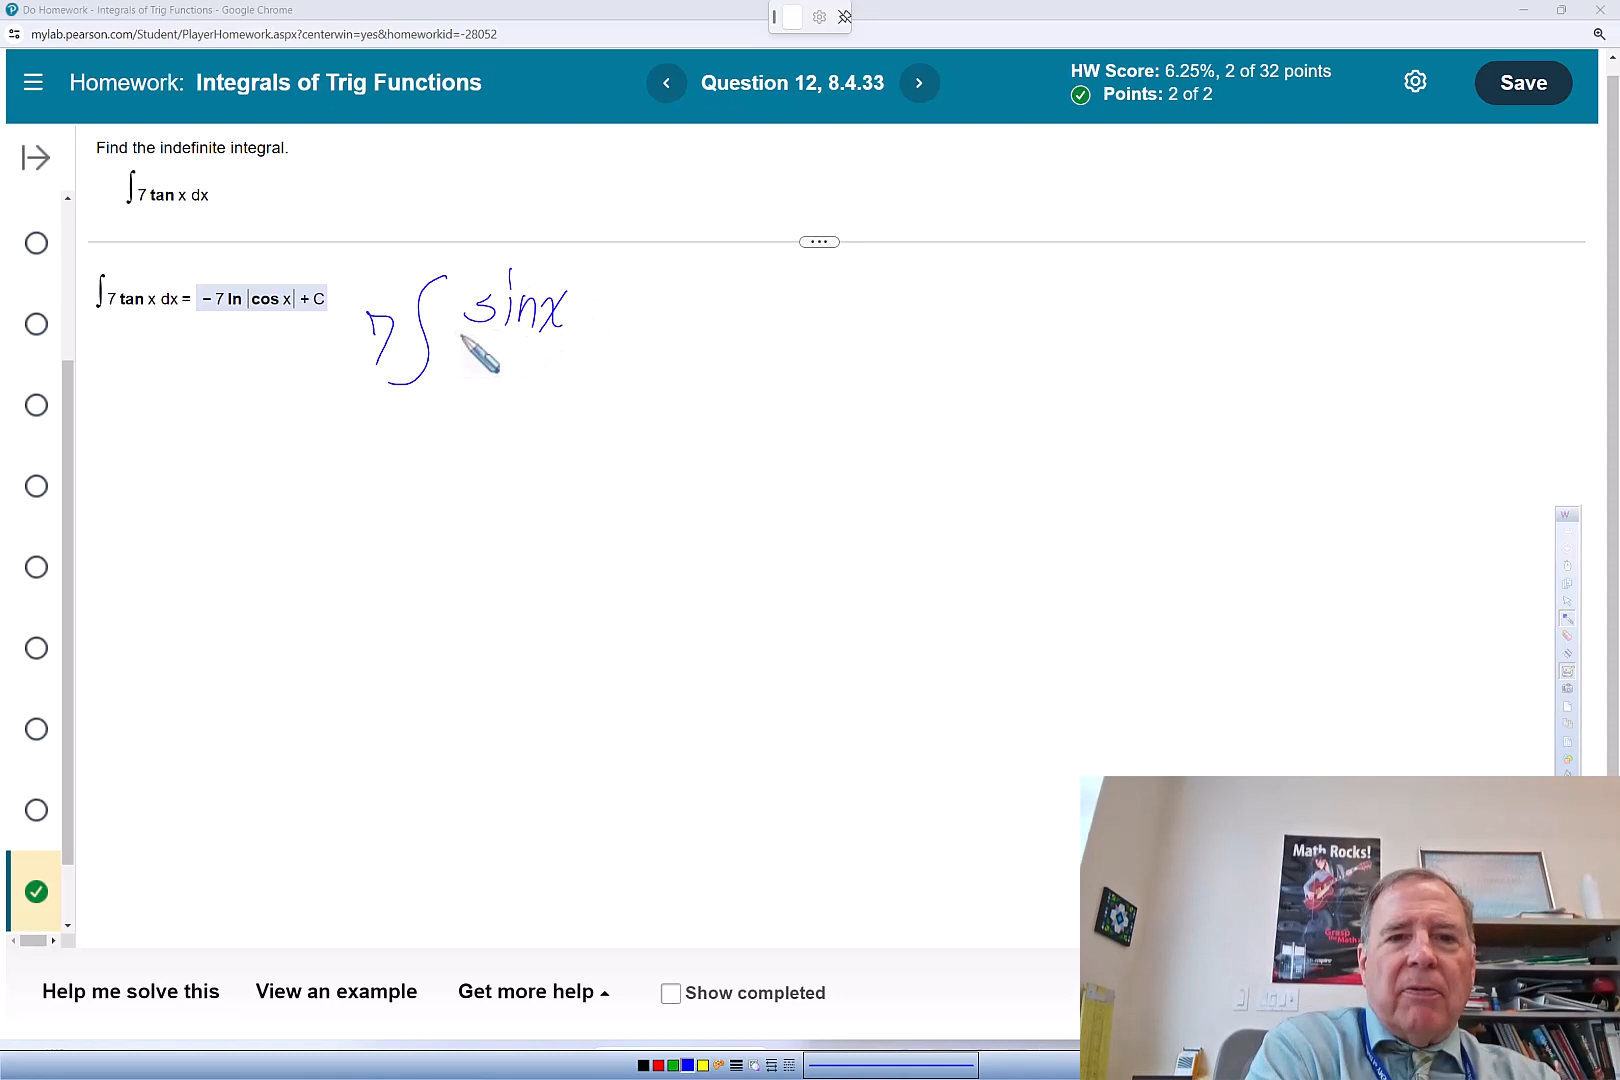 Do Homework - Integrals of Trig Functions - Google Chrome
mylab.pearson.com/Student/PlayerHomework.aspx?centerwin=yes&homeworkid=-28052
Homework: Integrals of Trig Functions
Question 12, 8.4.33
HW Score: 6.25%, 2 of 32 points
Points: 2 of 2
Save
Find the indefinite integral.
∫ 7 tan x dx
∫ 7 tan x dx = − 7 ln |cos x| + C
7 ∫ sinx
W
Math Rocks!
Grasp
the Math
Help me solve this
View an example
Get more help
Show completed